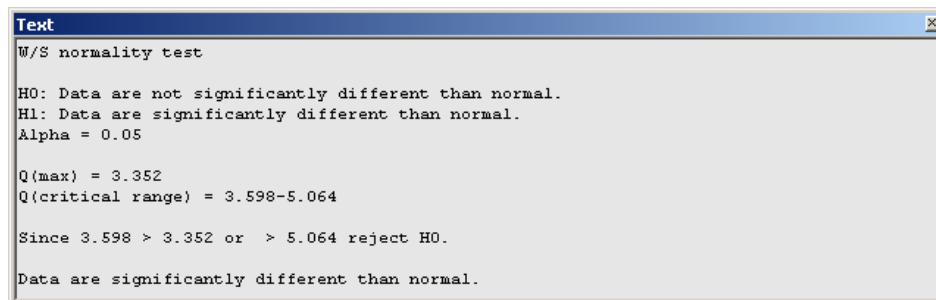 Text
W/S normality test
H0: Data are not significantly different than normal.
H1: Data are significantly different than normal.
Alpha = 0.05
Q(max) = 3.352
Q(critical range) = 3.598-5.064
Since 3.598 > 3.352 or  > 5.064 reject H0.
Data are significantly different than normal.